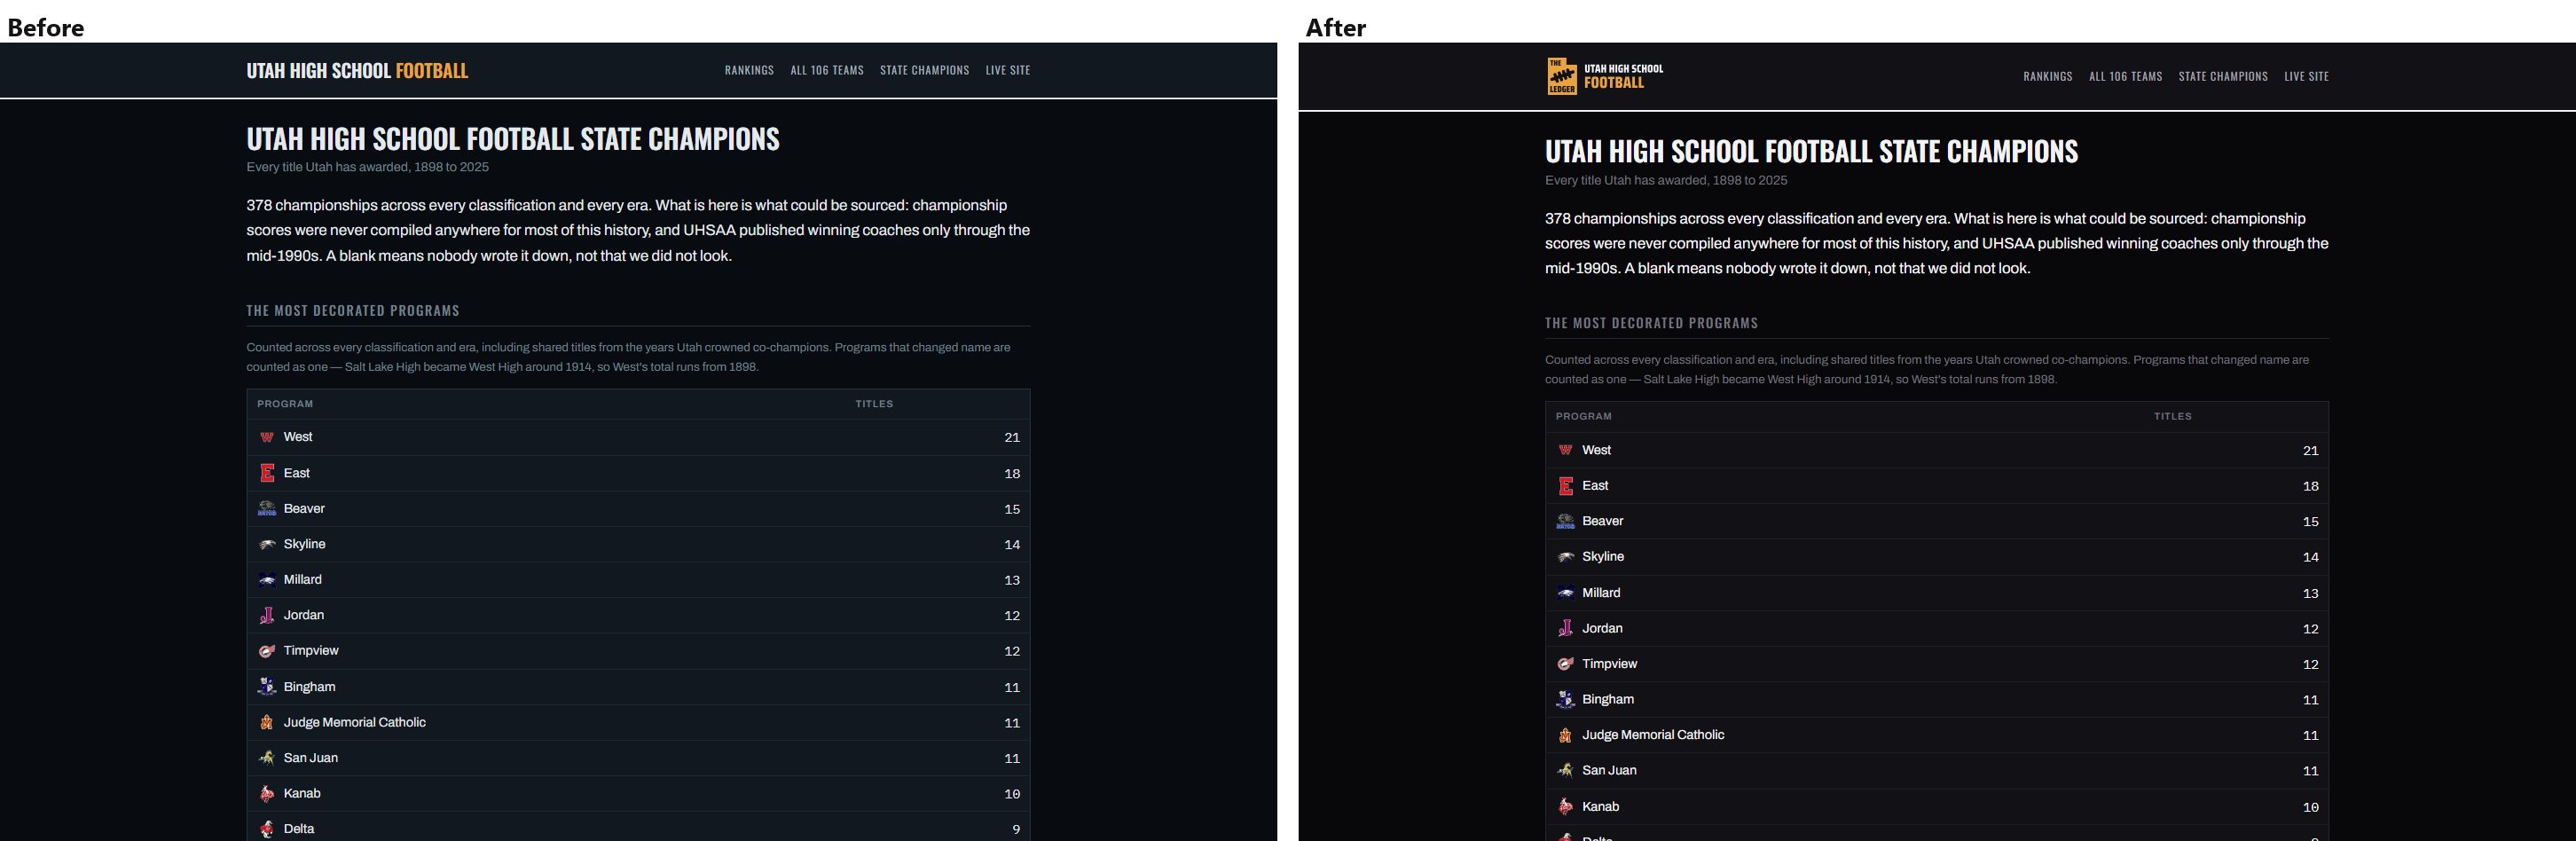 Before
UTAH HIGH SCHOOL FOOTBALL
RANKINGS ALL 106 TEAMS STATE CHAMPIONS LIVE SITE
UTAH HIGH SCHOOL FOOTBALL STATE CHAMPIONS
Every title Utah has awarded, 1898 to 2025
378 championships across every classification and every era. What is here is what could be sourced: championship
scores were never compiled anywhere for most of this history, and UHSAA published winning coaches only through the
mid-1990s. A blank means nobody wrote it down, not that we did not look.
THE MOST DECORATED PROGRAMS
Counted across every classification and era, including shared titles from the years Utah crowned co-champions. Programs that changed name are
counted as one — Salt Lake High became West High around 1914, so West's total runs from 1898.
PROGRAM TITLES
West 21
East 18
Beaver 15
Skyline 14
Millard 13
Jordan 12
Timpview 12
Bingham 11
Judge Memorial Catholic 11
San Juan 11
Kanab 10
Delta 9
After
THE
LEDGER
UTAH HIGH SCHOOL
FOOTBALL
RANKINGS ALL 106 TEAMS STATE CHAMPIONS LIVE SITE
UTAH HIGH SCHOOL FOOTBALL STATE CHAMPIONS
Every title Utah has awarded, 1898 to 2025
378 championships across every classification and every era. What is here is what could be sourced: championship
scores were never compiled anywhere for most of this history, and UHSAA published winning coaches only through the
mid-1990s. A blank means nobody wrote it down, not that we did not look.
THE MOST DECORATED PROGRAMS
Counted across every classification and era, including shared titles from the years Utah crowned co-champions. Programs that changed name are
counted as one — Salt Lake High became West High around 1914, so West's total runs from 1898.
PROGRAM TITLES
West 21
East 18
Beaver 15
Skyline 14
Millard 13
Jordan 12
Timpview 12
Bingham 11
Judge Memorial Catholic 11
San Juan 11
Kanab 10
Delta